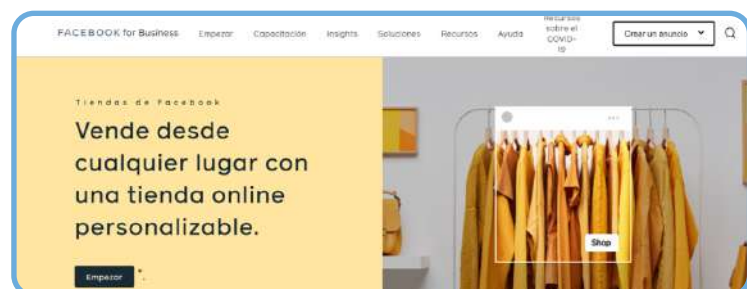 FACEBOOK for Business
Empezar
Capacitación
Insights
Soluciones
Recursos
Ayuda
Recursos
sobre el
COVID-
19
Crear un anuncio
Tiendas de Facebook
Vende desde
cualquier lugar con
una tienda online
personalizable.
Shop
Empezar